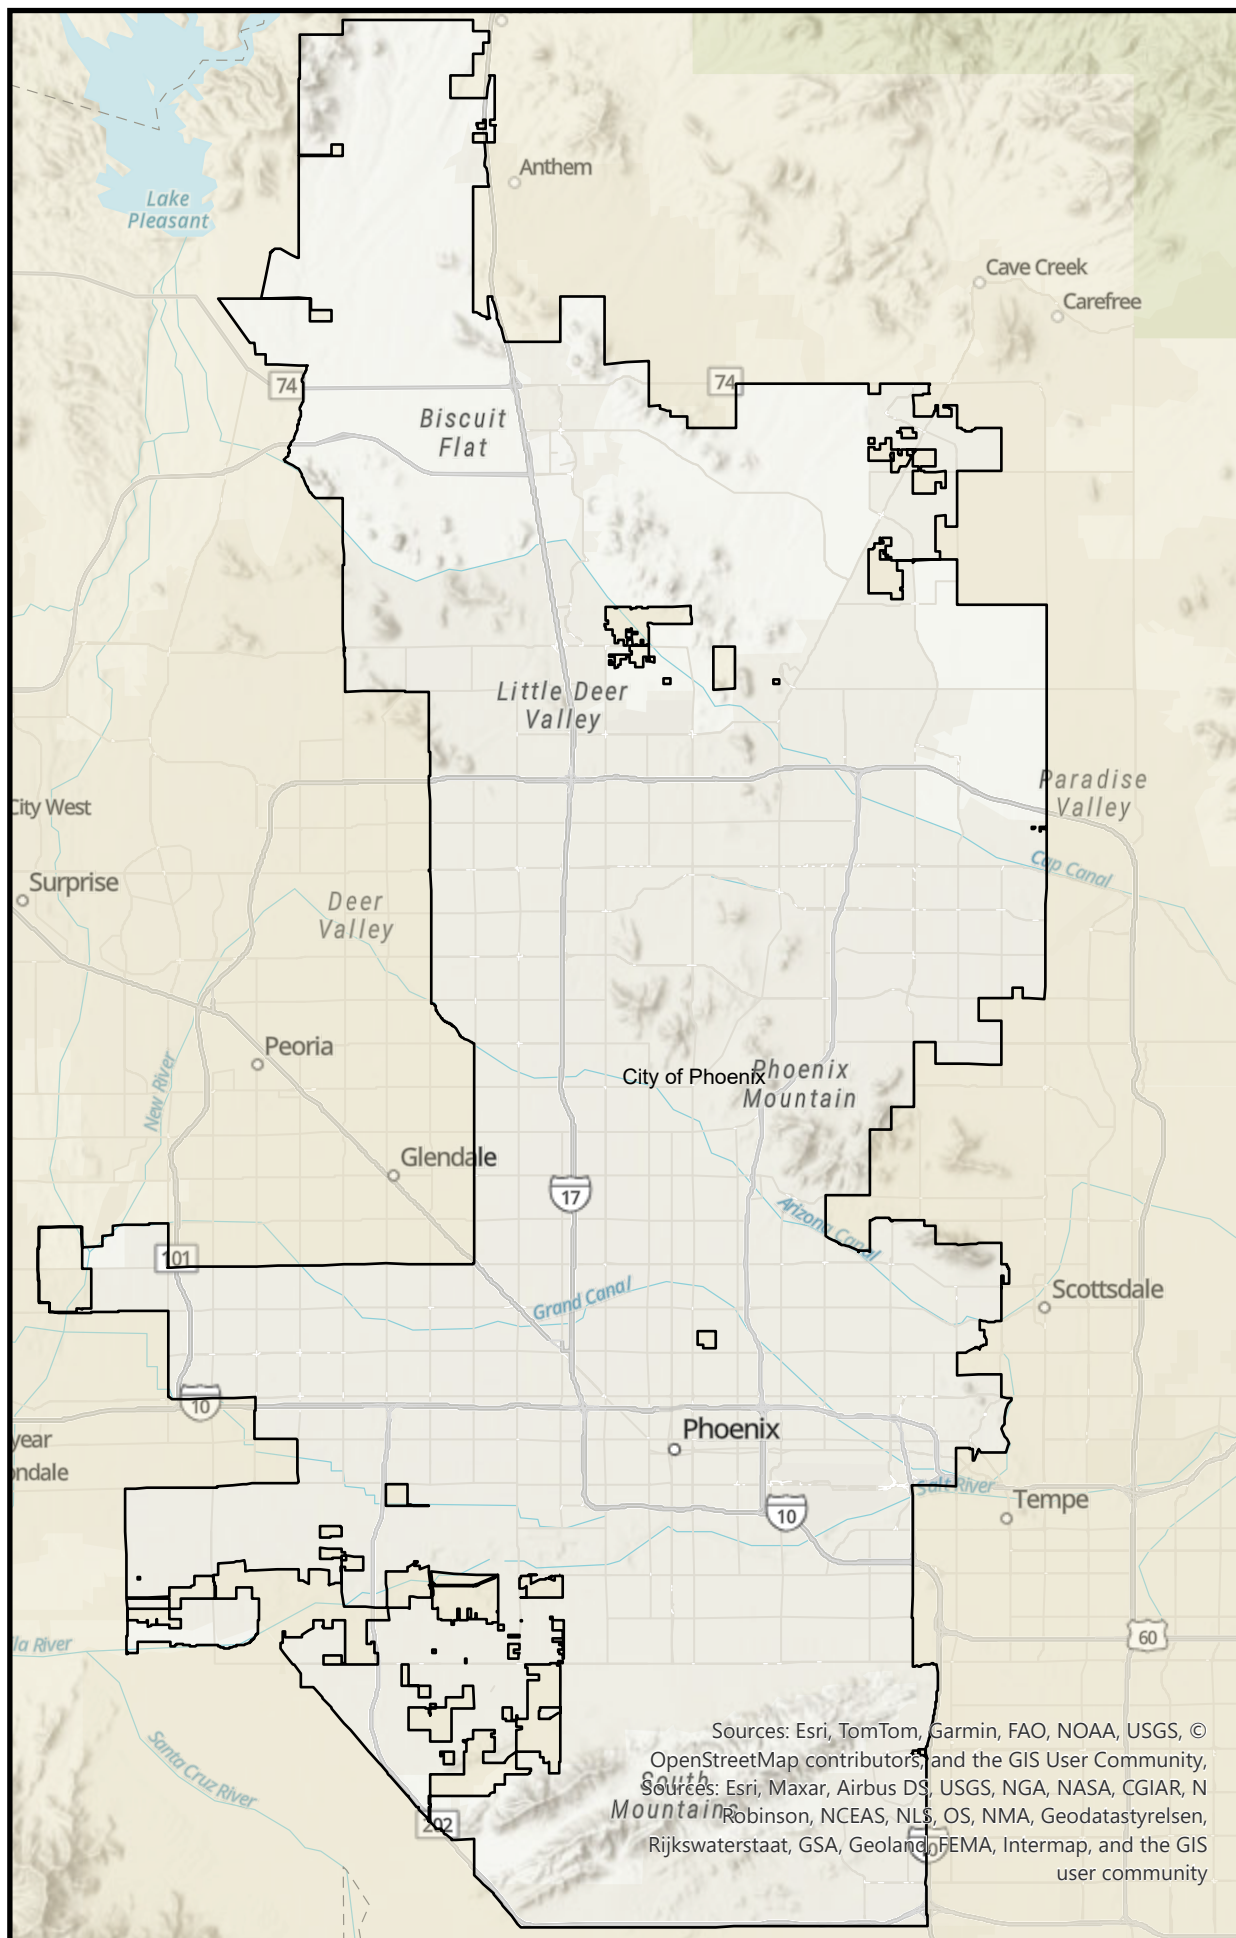 Anthem
Lake
Pleasant
Cave Creek
Carefree
74
74
Biscuit
Flat
Little Deer
Valley
Paradise
Valley
City West
Cap Canal
Surprise
Deer
Valley
Peoria
New River
City of Phoenix
Phoenix
Mountain
Glendale
17
Arizona Canal
101
Scottsdale
Grand Canal
10
Phoenix
year
ondale
Salt River
Tempe
10
60
la River
Santa Cruz River
South
Mountains
202
Sources: Esri, TomTom, Garmin, FAO, NOAA, USGS, ©
OpenStreetMap contributors, and the GIS User Community,
Sources: Esri, Maxar, Airbus DS, USGS, NGA, NASA, CGIAR, N
Robinson, NCEAS, NLS, OS, NMA, Geodatastyrelsen,
Rijkswaterstaat, GSA, Geoland, FEMA, Intermap, and the GIS
user community